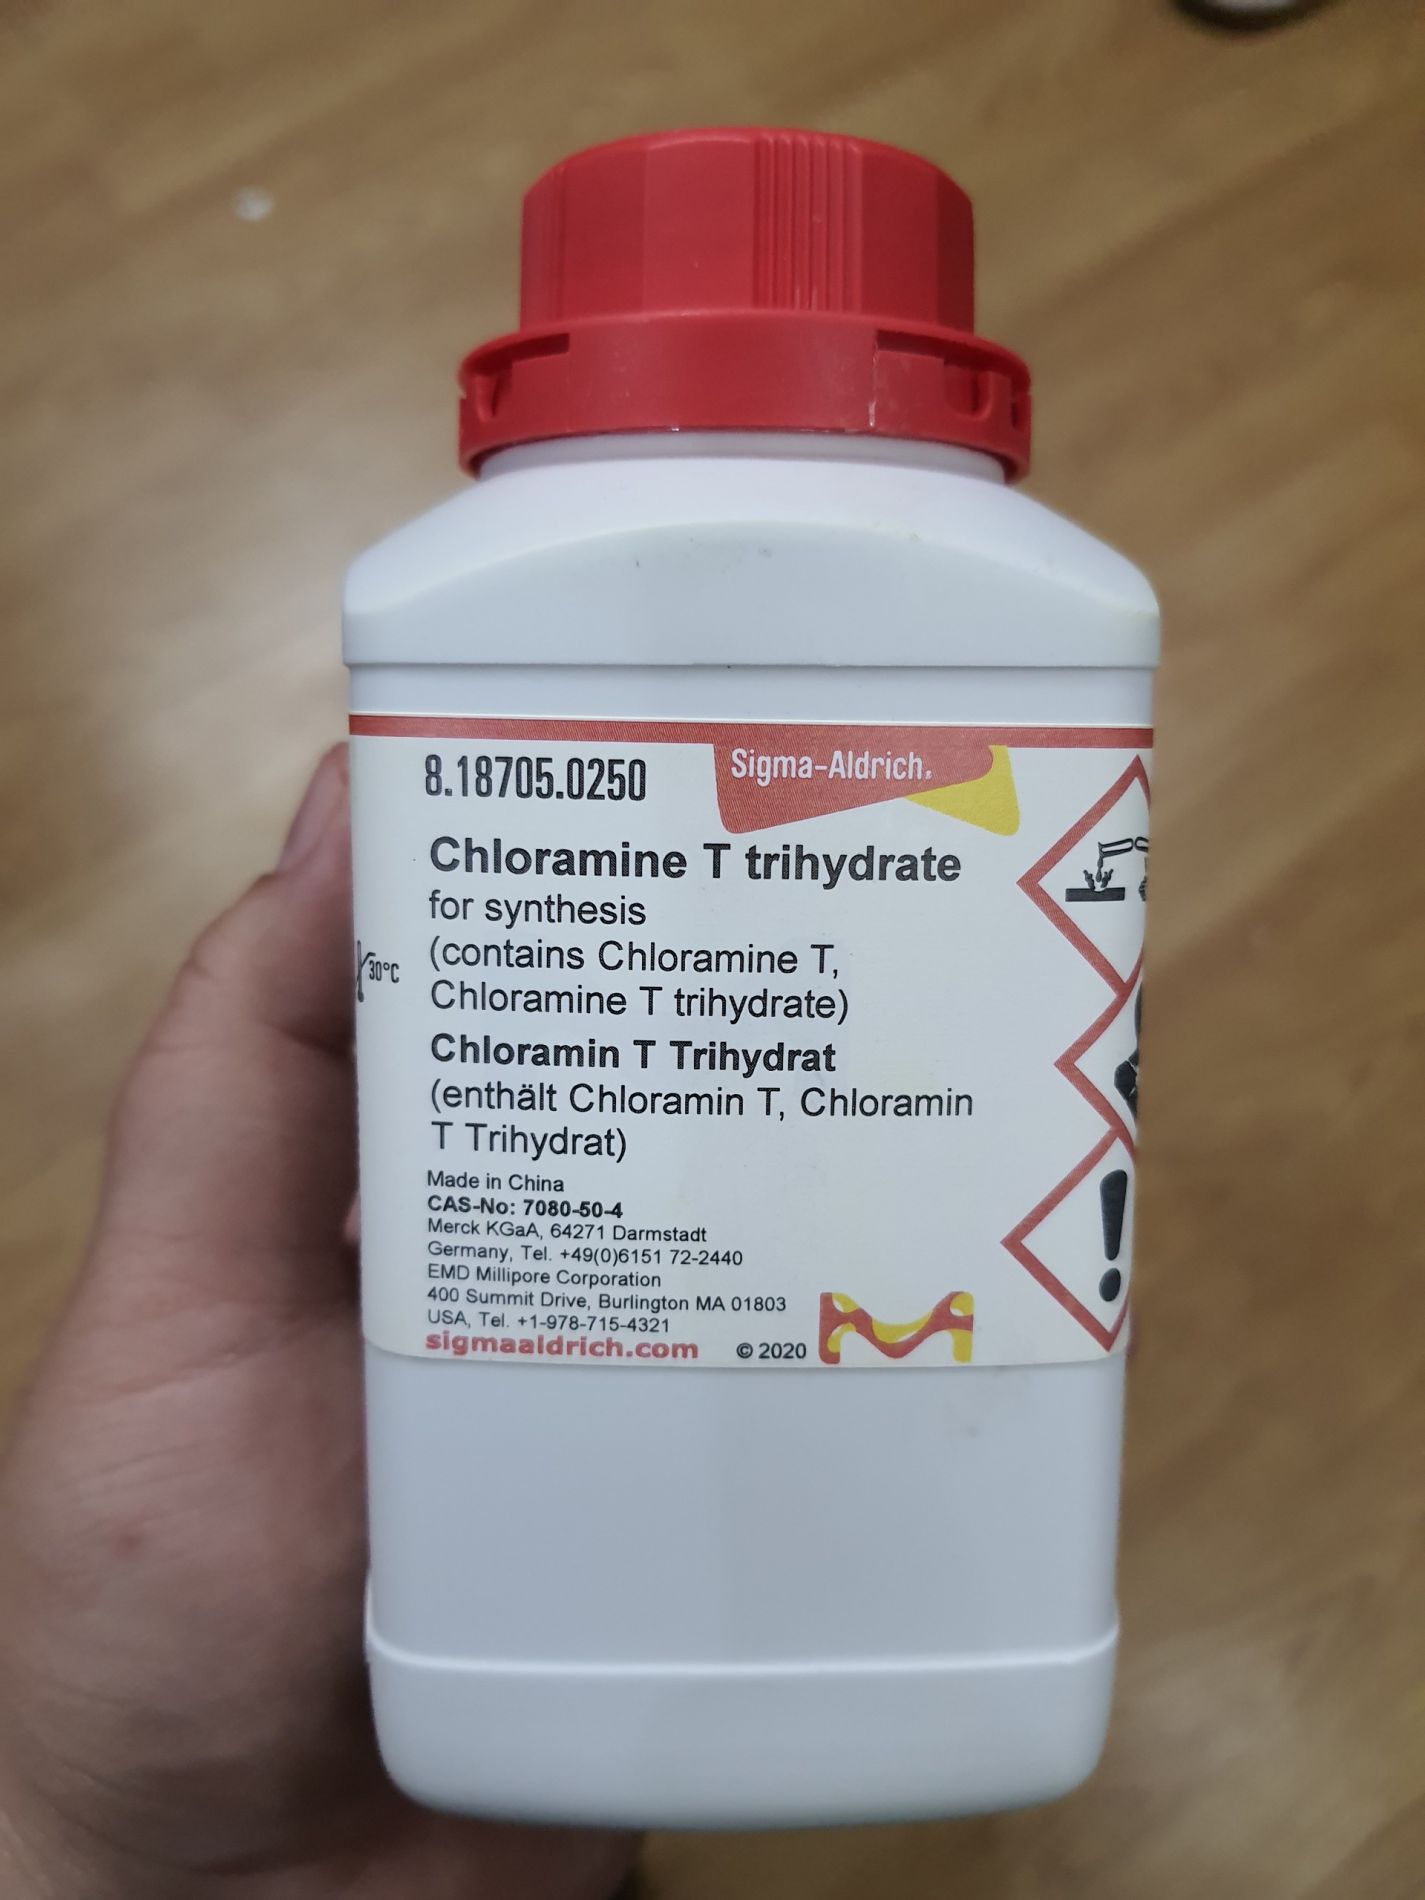 Sigma-Aldrich®
8.18705.0250
Chloramine T trihydrate
for synthesis
(contains Chloramine T,
Chloramine T trihydrate)
30°C
Chloramin T Trihydrat
(enthält Chloramin T, Chloramin
T Trihydrat)
Made in China
CAS-No: 7080-50-4
Merck KGaA, 64271 Darmstadt
Germany, Tel. +49(0)6151 72-2440
EMD Millipore Corporation
400 Summit Drive, Burlington MA 01803
USA, Tel. +1-978-715-4321
sigmaaldrich.com © 2020